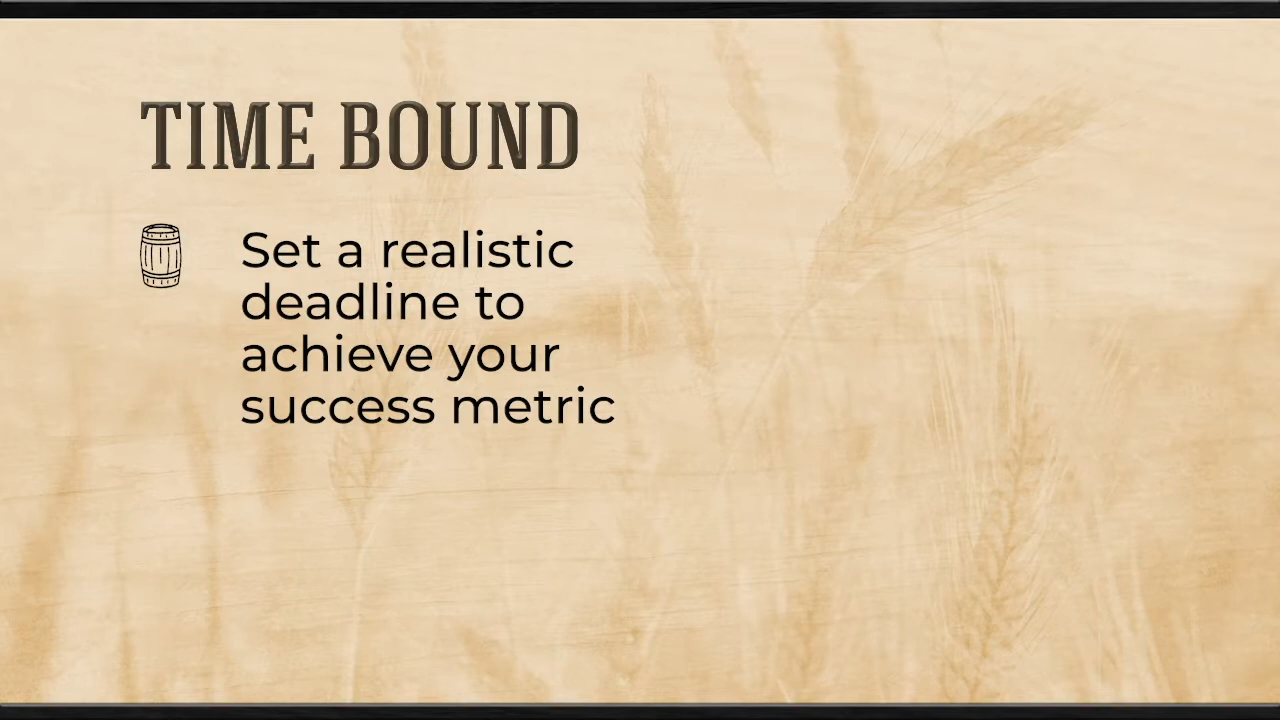 TIME BOUND
Set a realistic
deadline to
achieve your
success metric